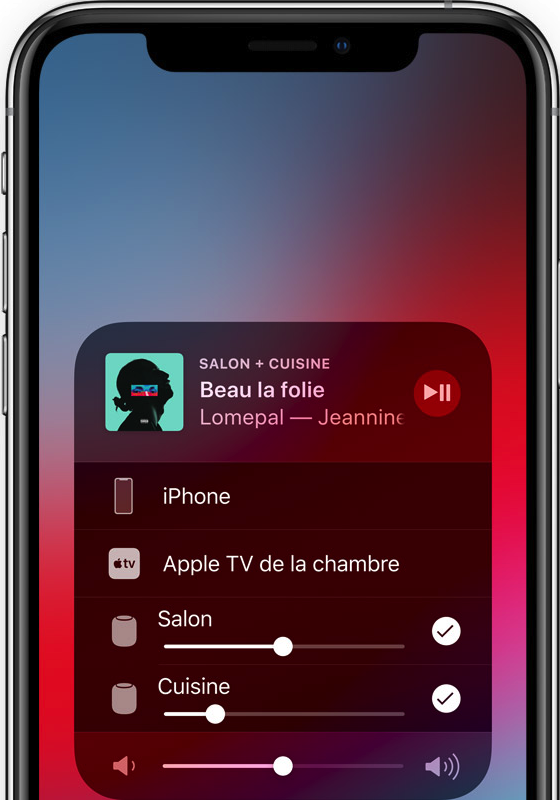 SALON + CUISINE
Beau la folie
Lomepal — Jeannine
iPhone
tv
Apple TV de la chambre
Salon
Cuisine